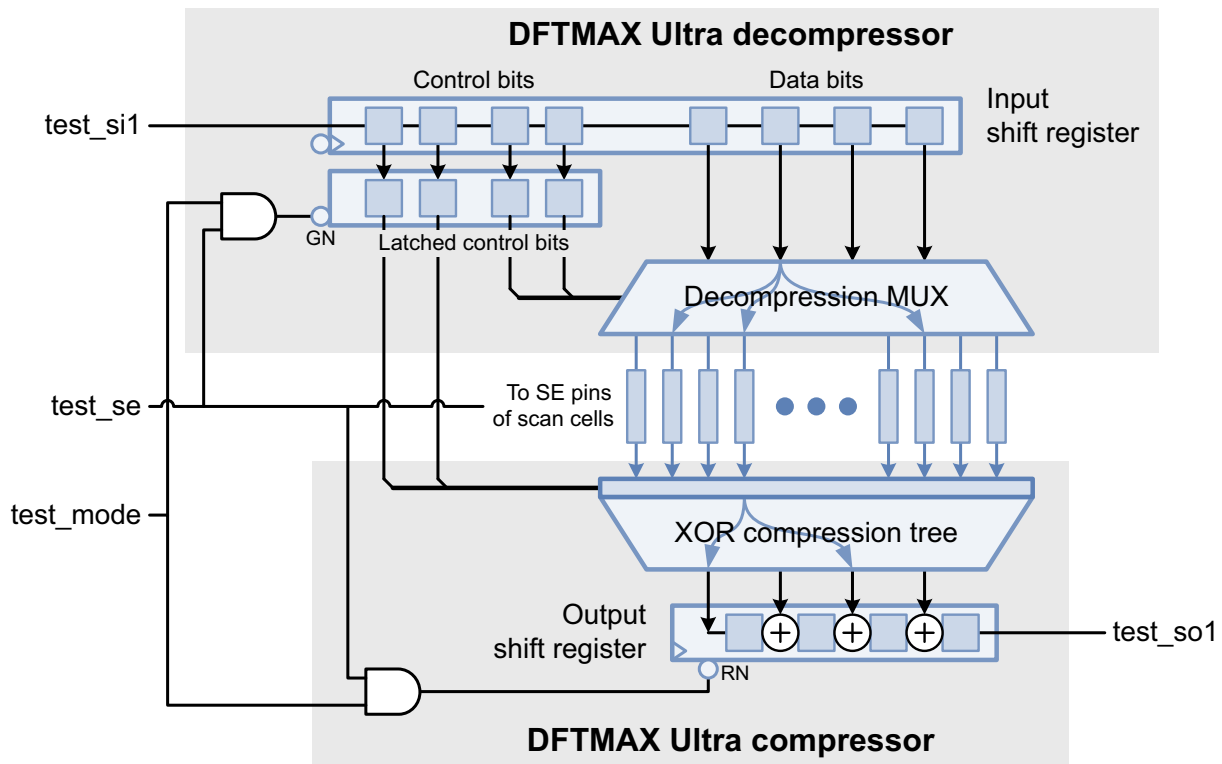 DFTMAX Ultra decompressor
Control bits
Data bits
Input
shift register
test_si1
GN
Latched control bits
Decompression MUX
test_se
To SE pins
of scan cells
test_mode
XOR compression tree
Output
shift register
test_so1
RN
DFTMAX Ultra compressor